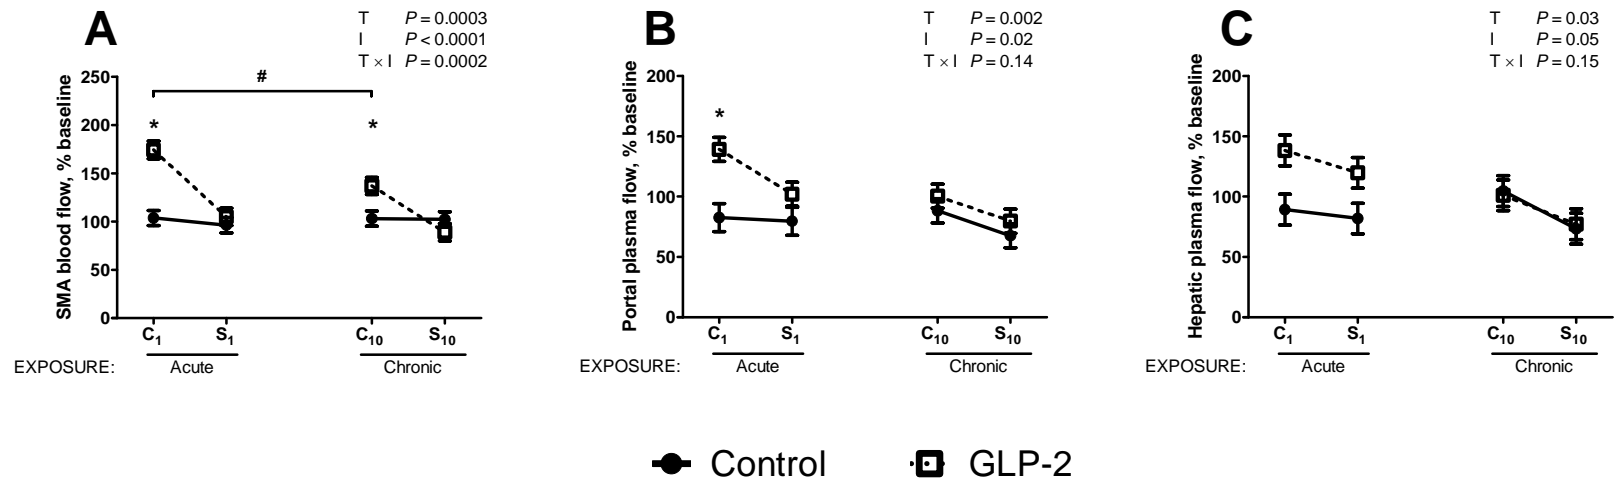 A
T P = 0.0003
I P < 0.0001
T × I P = 0.0002
SMA blood flow, % baseline
250
200
150
100
50
0
#
*
*
C1 S1 C10 S10
EXPOSURE: Acute Chronic
B
T P = 0.002
I P = 0.02
T × I P = 0.14
Portal plasma flow, % baseline
200
150
100
50
0
*
C1 S1 C10 S10
EXPOSURE: Acute Chronic
C
T P = 0.03
I P = 0.05
T × I P = 0.15
Hepatic plasma flow, % baseline
200
150
100
50
0
C1 S1 C10 S10
EXPOSURE: Acute Chronic
Control GLP-2